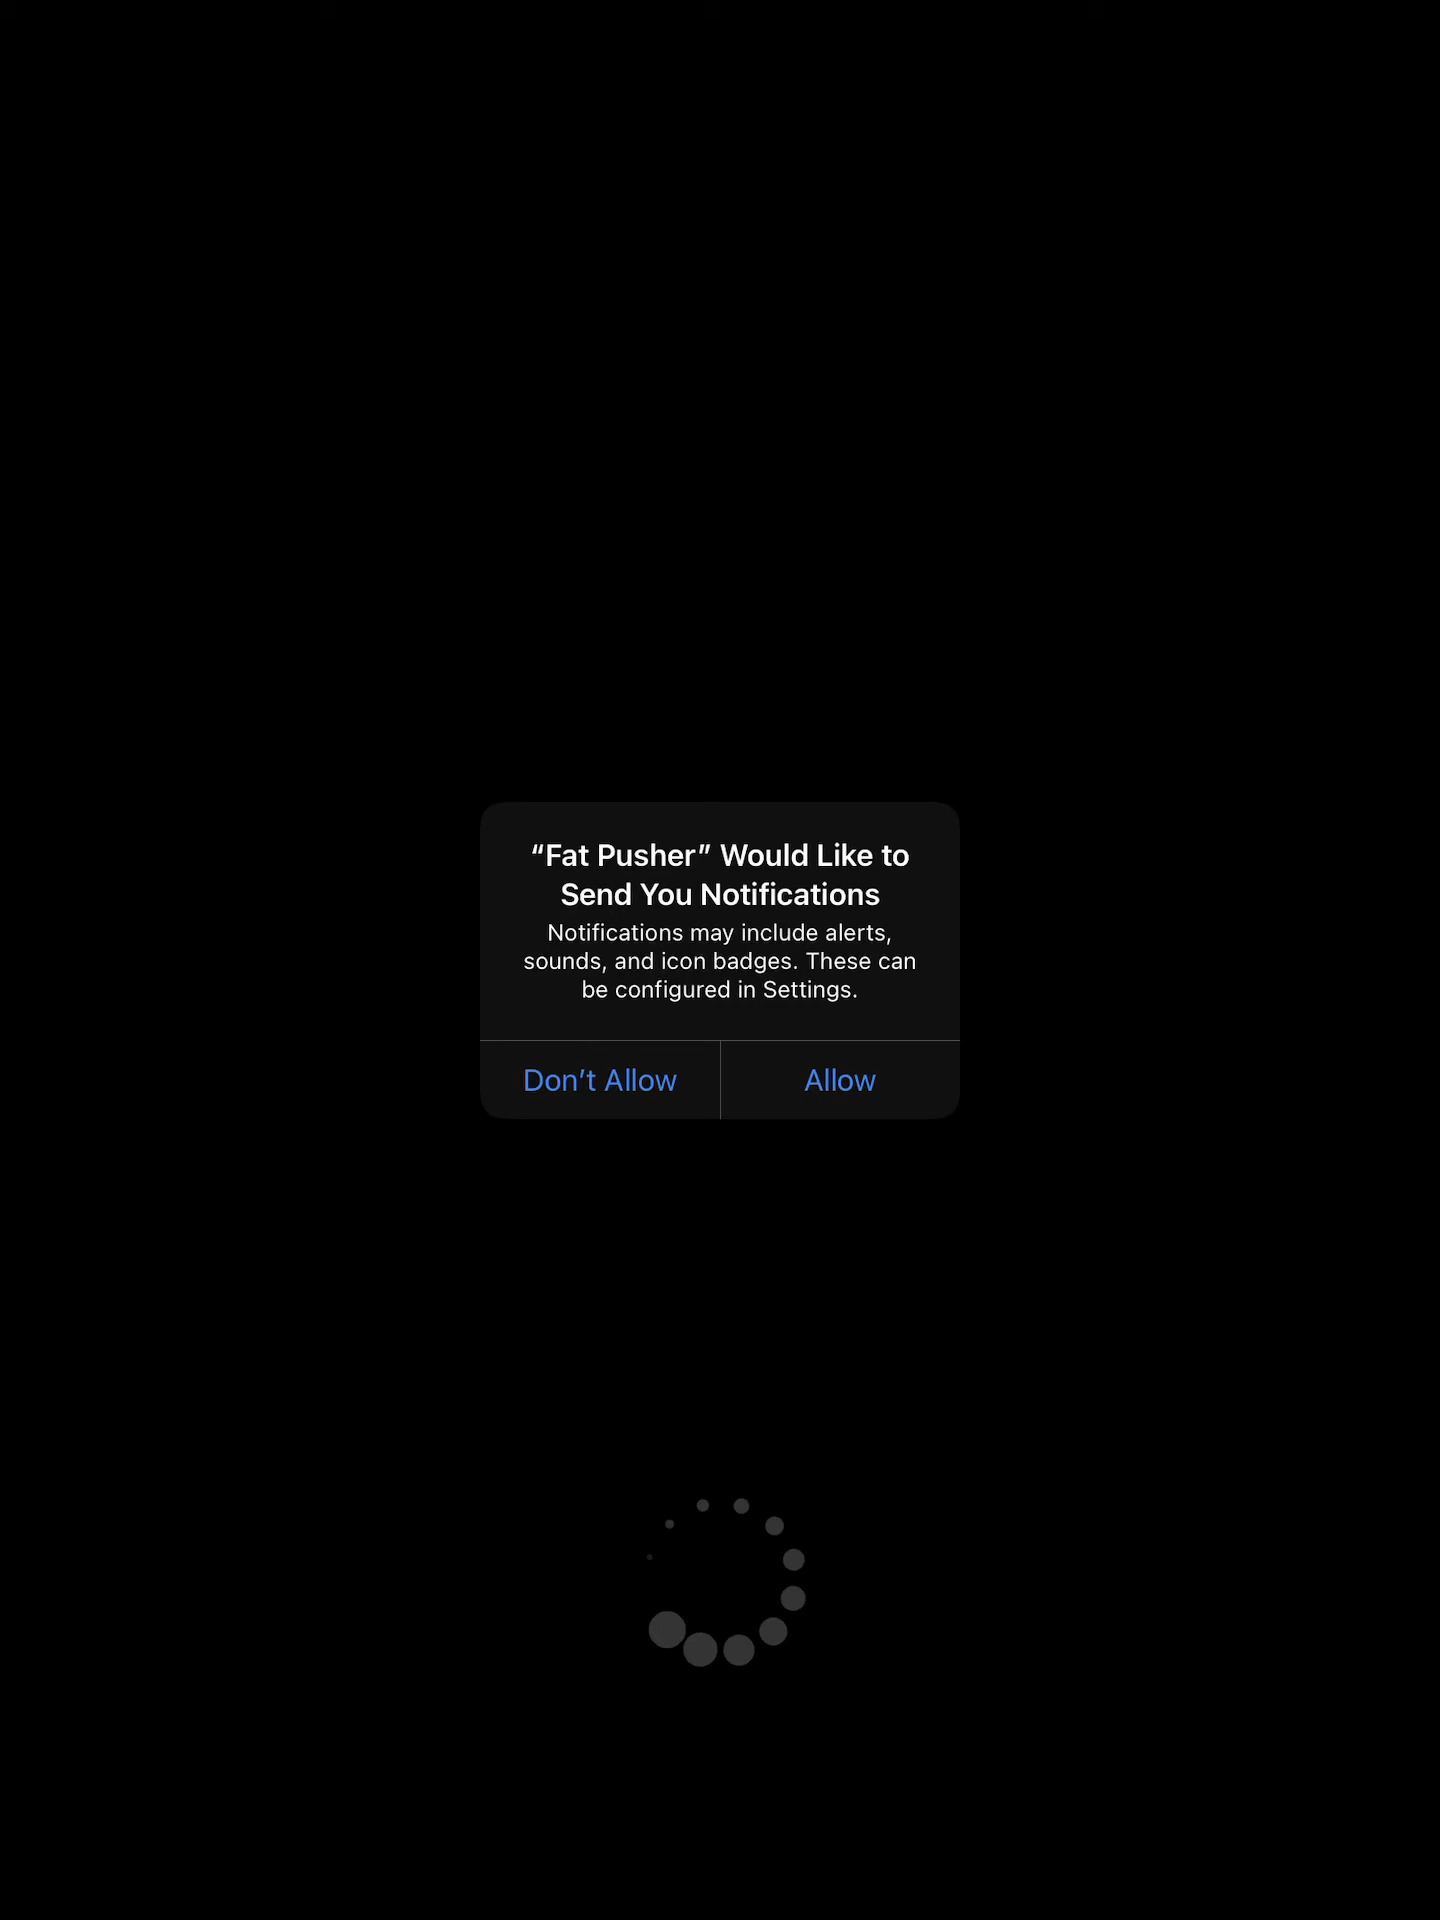 “Fat Pusher” Would Like to
Send You Notifications
Notifications may include alerts,
sounds, and icon badges. These can
be configured in Settings.
Don’t Allow
Allow